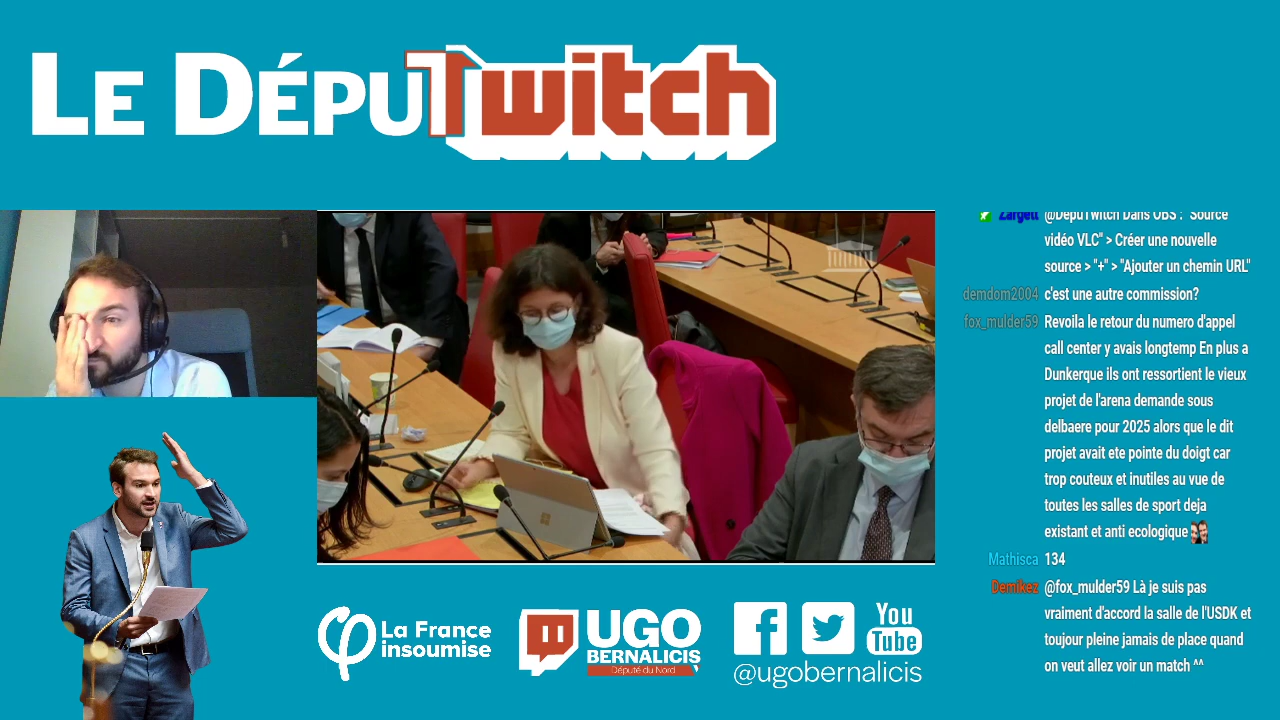 LE DÉPUTwitch
Zargett @DepuTwitch Dans OBS : "Source
vidéo VLC" > Créer une nouvelle
source > "+" > "Ajouter un chemin URL"
demdom2004 c'est une autre commission?
fox_mulder59 Revoila le retour du numero d'appel
call center y avais longtemp En plus a
Dunkerque ils ont ressortient le vieux
projet de l'arena demande sous
delbaere pour 2025 alors que le dit
projet avait ete pointe du doigt car
trop couteux et inutiles au vue de
toutes les salles de sport deja
existant et anti ecologique
Mathisca 134
Demikez @fox_mulder59 Là je suis pas
vraiment d'accord la salle de l'USDK et
toujour pleine jamais de place quand
on veut allez voir un match ^^
La France
insoumise
UGO
BERNALICIS
Député du Nord
You
Tube
@ugobernalicis